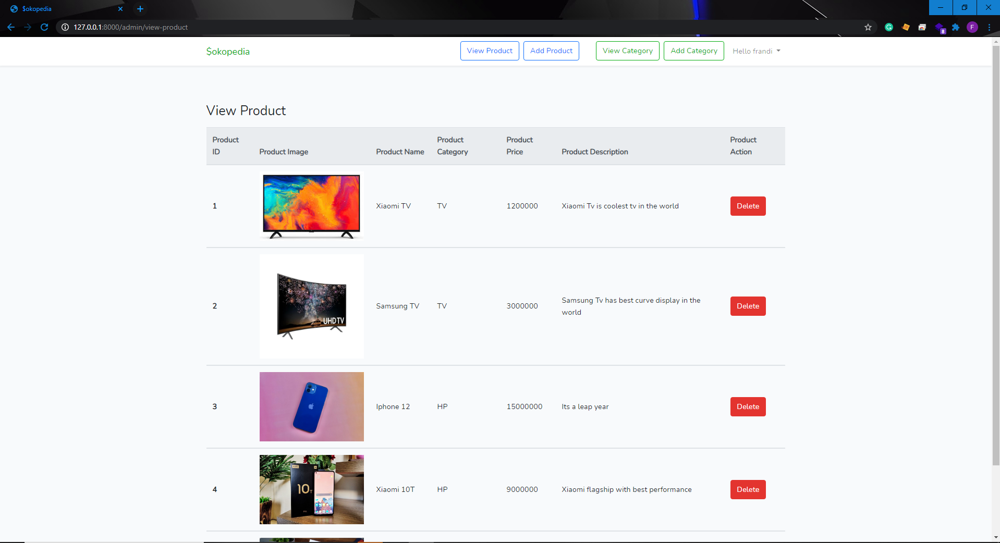 $okopedia
127.0.0.1:8000/admin/view-product
8
F
$okopedia
View Product
Add Product
View Category
Add Category
Hello frandi
View Product
Product ID
Product Image
Product Name
Product Category
Product Price
Product Description
Product Action
1
Xiaomi TV
TV
1200000
Xiaomi Tv is coolest tv in the world
Delete
2
UHD TV
Samsung TV
TV
3000000
Samsung Tv has best curve display in the
world
Delete
3
Iphone 12
HP
15000000
Its a leap year
Delete
4
10T
Xiaomi 10T
HP
9000000
Xiaomi flagship with best performance
Delete